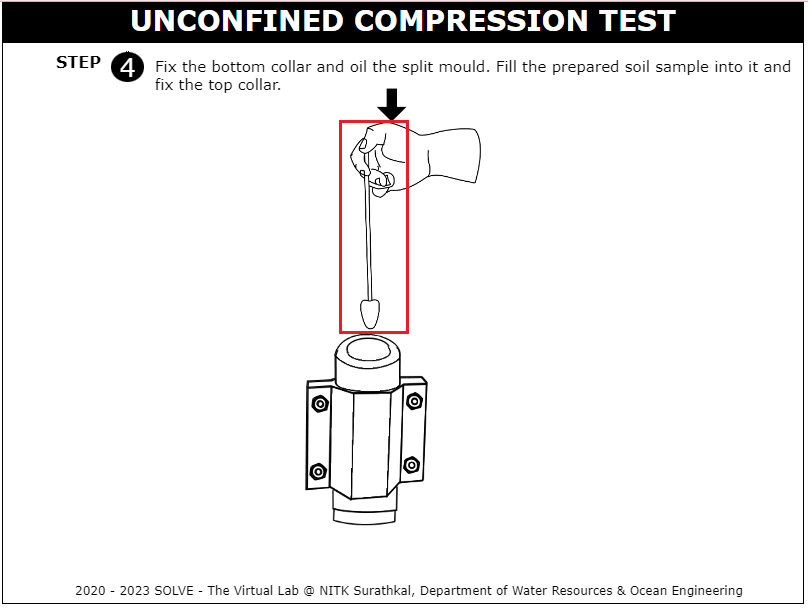 UNCONFINED COMPRESSION TEST
STEP 4 Fix the bottom collar and oil the split mould. Fill the prepared soil sample into it and
fix the top collar.
2020 - 2023 SOLVE - The Virtual Lab @ NITK Surathkal, Department of Water Resources & Ocean Engineering